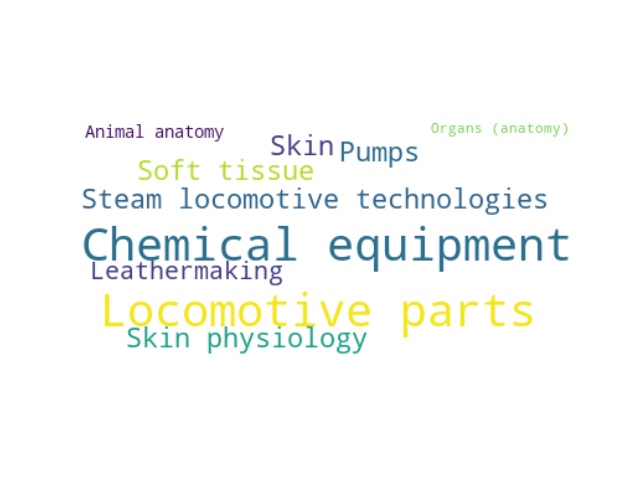 Animal anatomy
Organs (anatomy)
Skin
Pumps
Soft tissue
Steam locomotive technologies
Chemical equipment
Leathermaking
Locomotive parts
Skin physiology